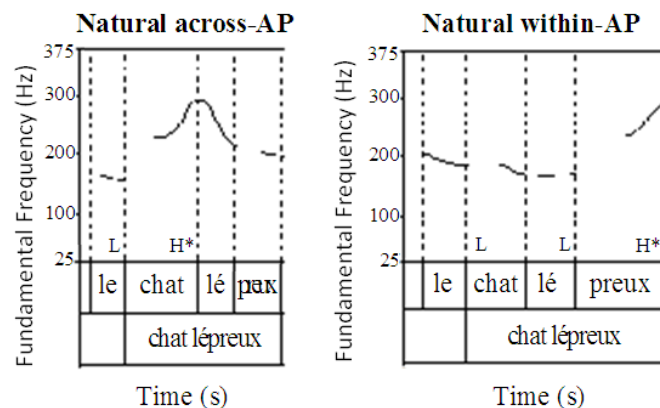 Natural across-AP
Fundamental Frequency (Hz)
375
300
200
100
25
L H*
le chat lé
chat lépreux
Time (s)
Natural within-AP
Fundamental Frequency (Hz)
375
300
200
100
25
L L H*
le chat lé preux
chat lépreux
Time (s)